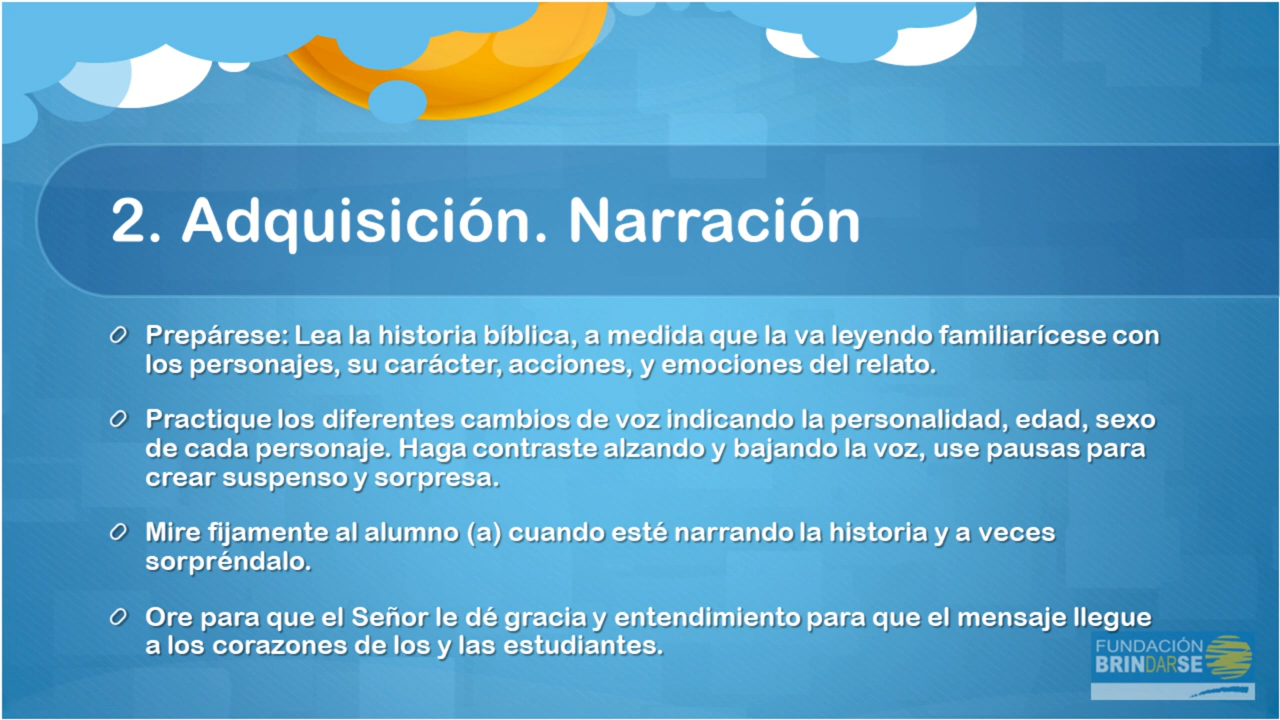 2. Adquisición. Narración
Prepárese: Lea la historia bíblica, a medida que la va leyendo familiarícese con
los personajes, su carácter, acciones, y emociones del relato.
Practique los diferentes cambios de voz indicando la personalidad, edad, sexo
de cada personaje. Haga contraste alzando y bajando la voz, use pausas para
crear suspenso y sorpresa.
Mire fijamente al alumno (a) cuando esté narrando la historia y a veces
sorpréndalo.
Ore para que el Señor le dé gracia y entendimiento para que el mensaje llegue
a los corazones de los y las estudiantes.
FUNDACIÓN
BRINDARSE